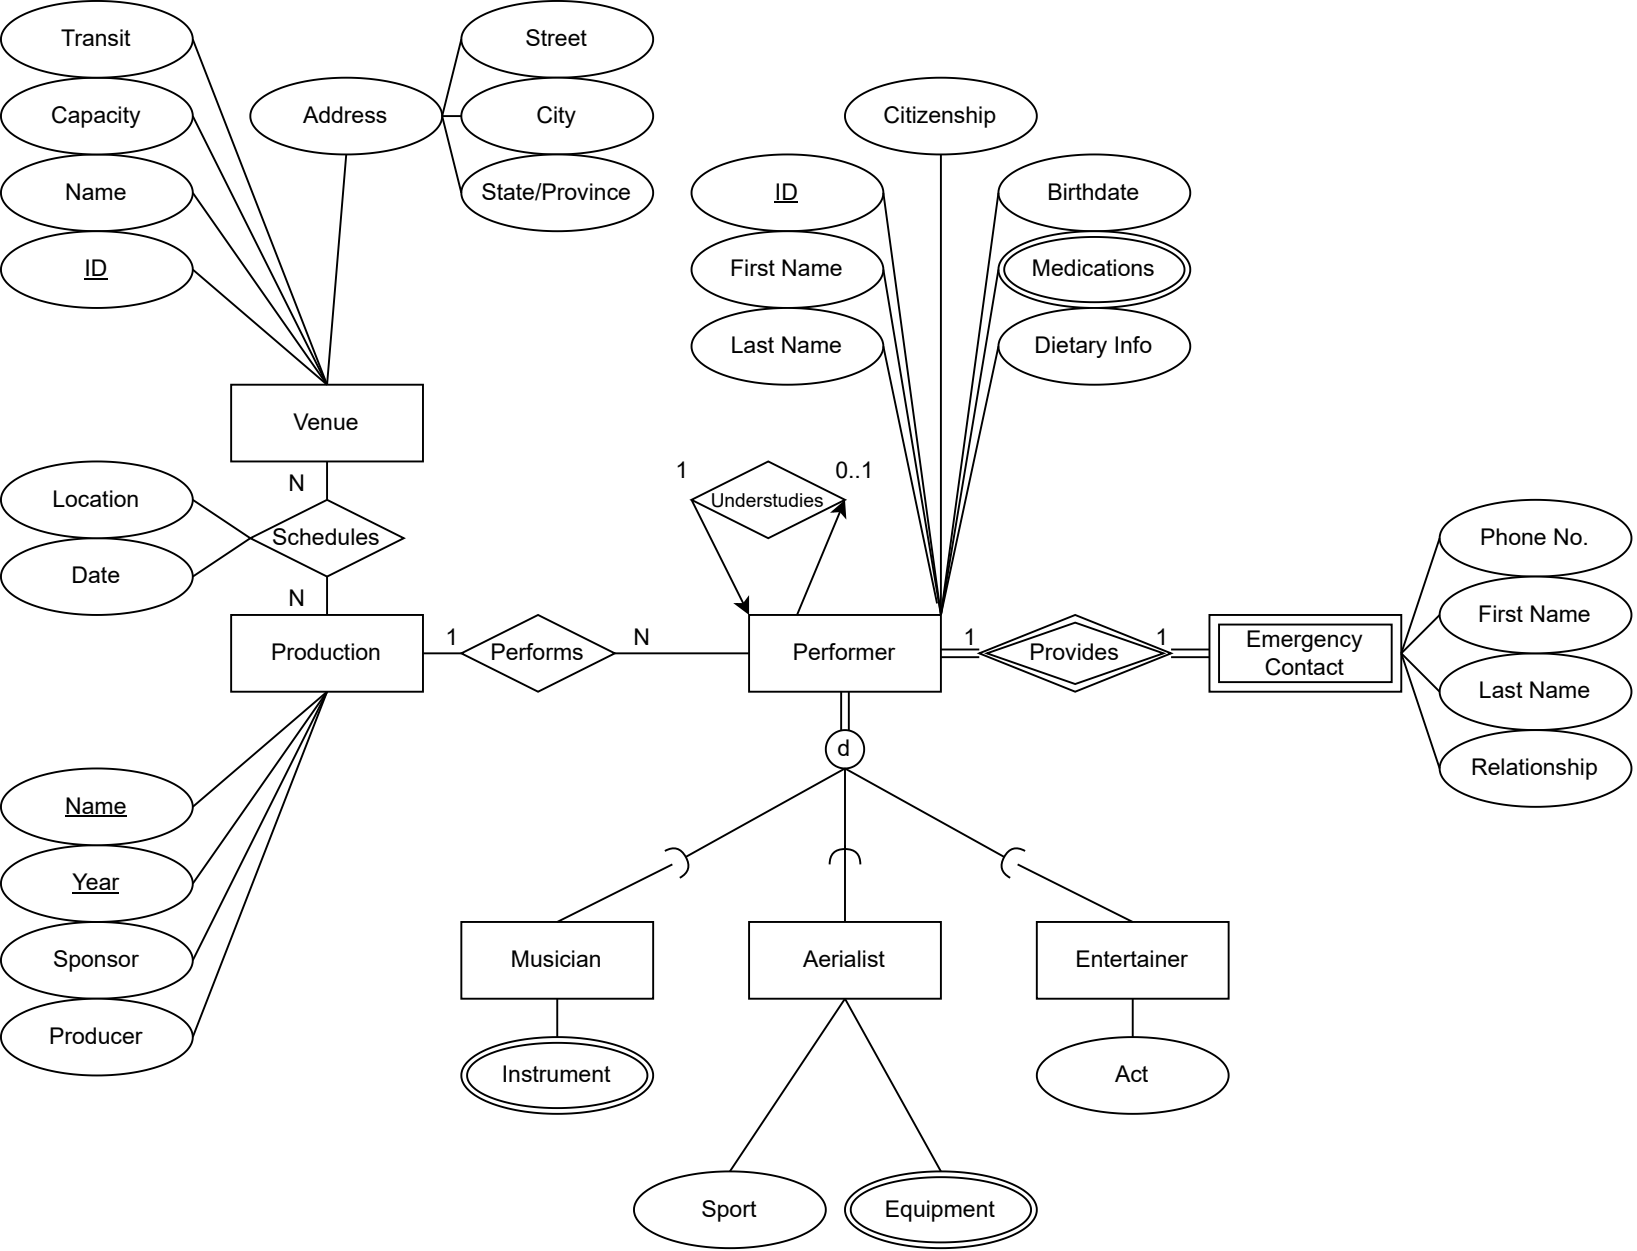 Transit
Street
Capacity
Address
City
Citizenship
Name
State/Province
ID
Birthdate
ID
First Name
Medications
Last Name
Dietary Info
Venue
N
1
0..1
Location
Understudies
Schedules
Phone No.
Date
N
First Name
Production
1
Performs
N
Performer
1
Provides
1
Emergency
Contact
Last Name
d
Relationship
Name
Year
Sponsor
Musician
Aerialist
Entertainer
Producer
Instrument
Act
Sport
Equipment